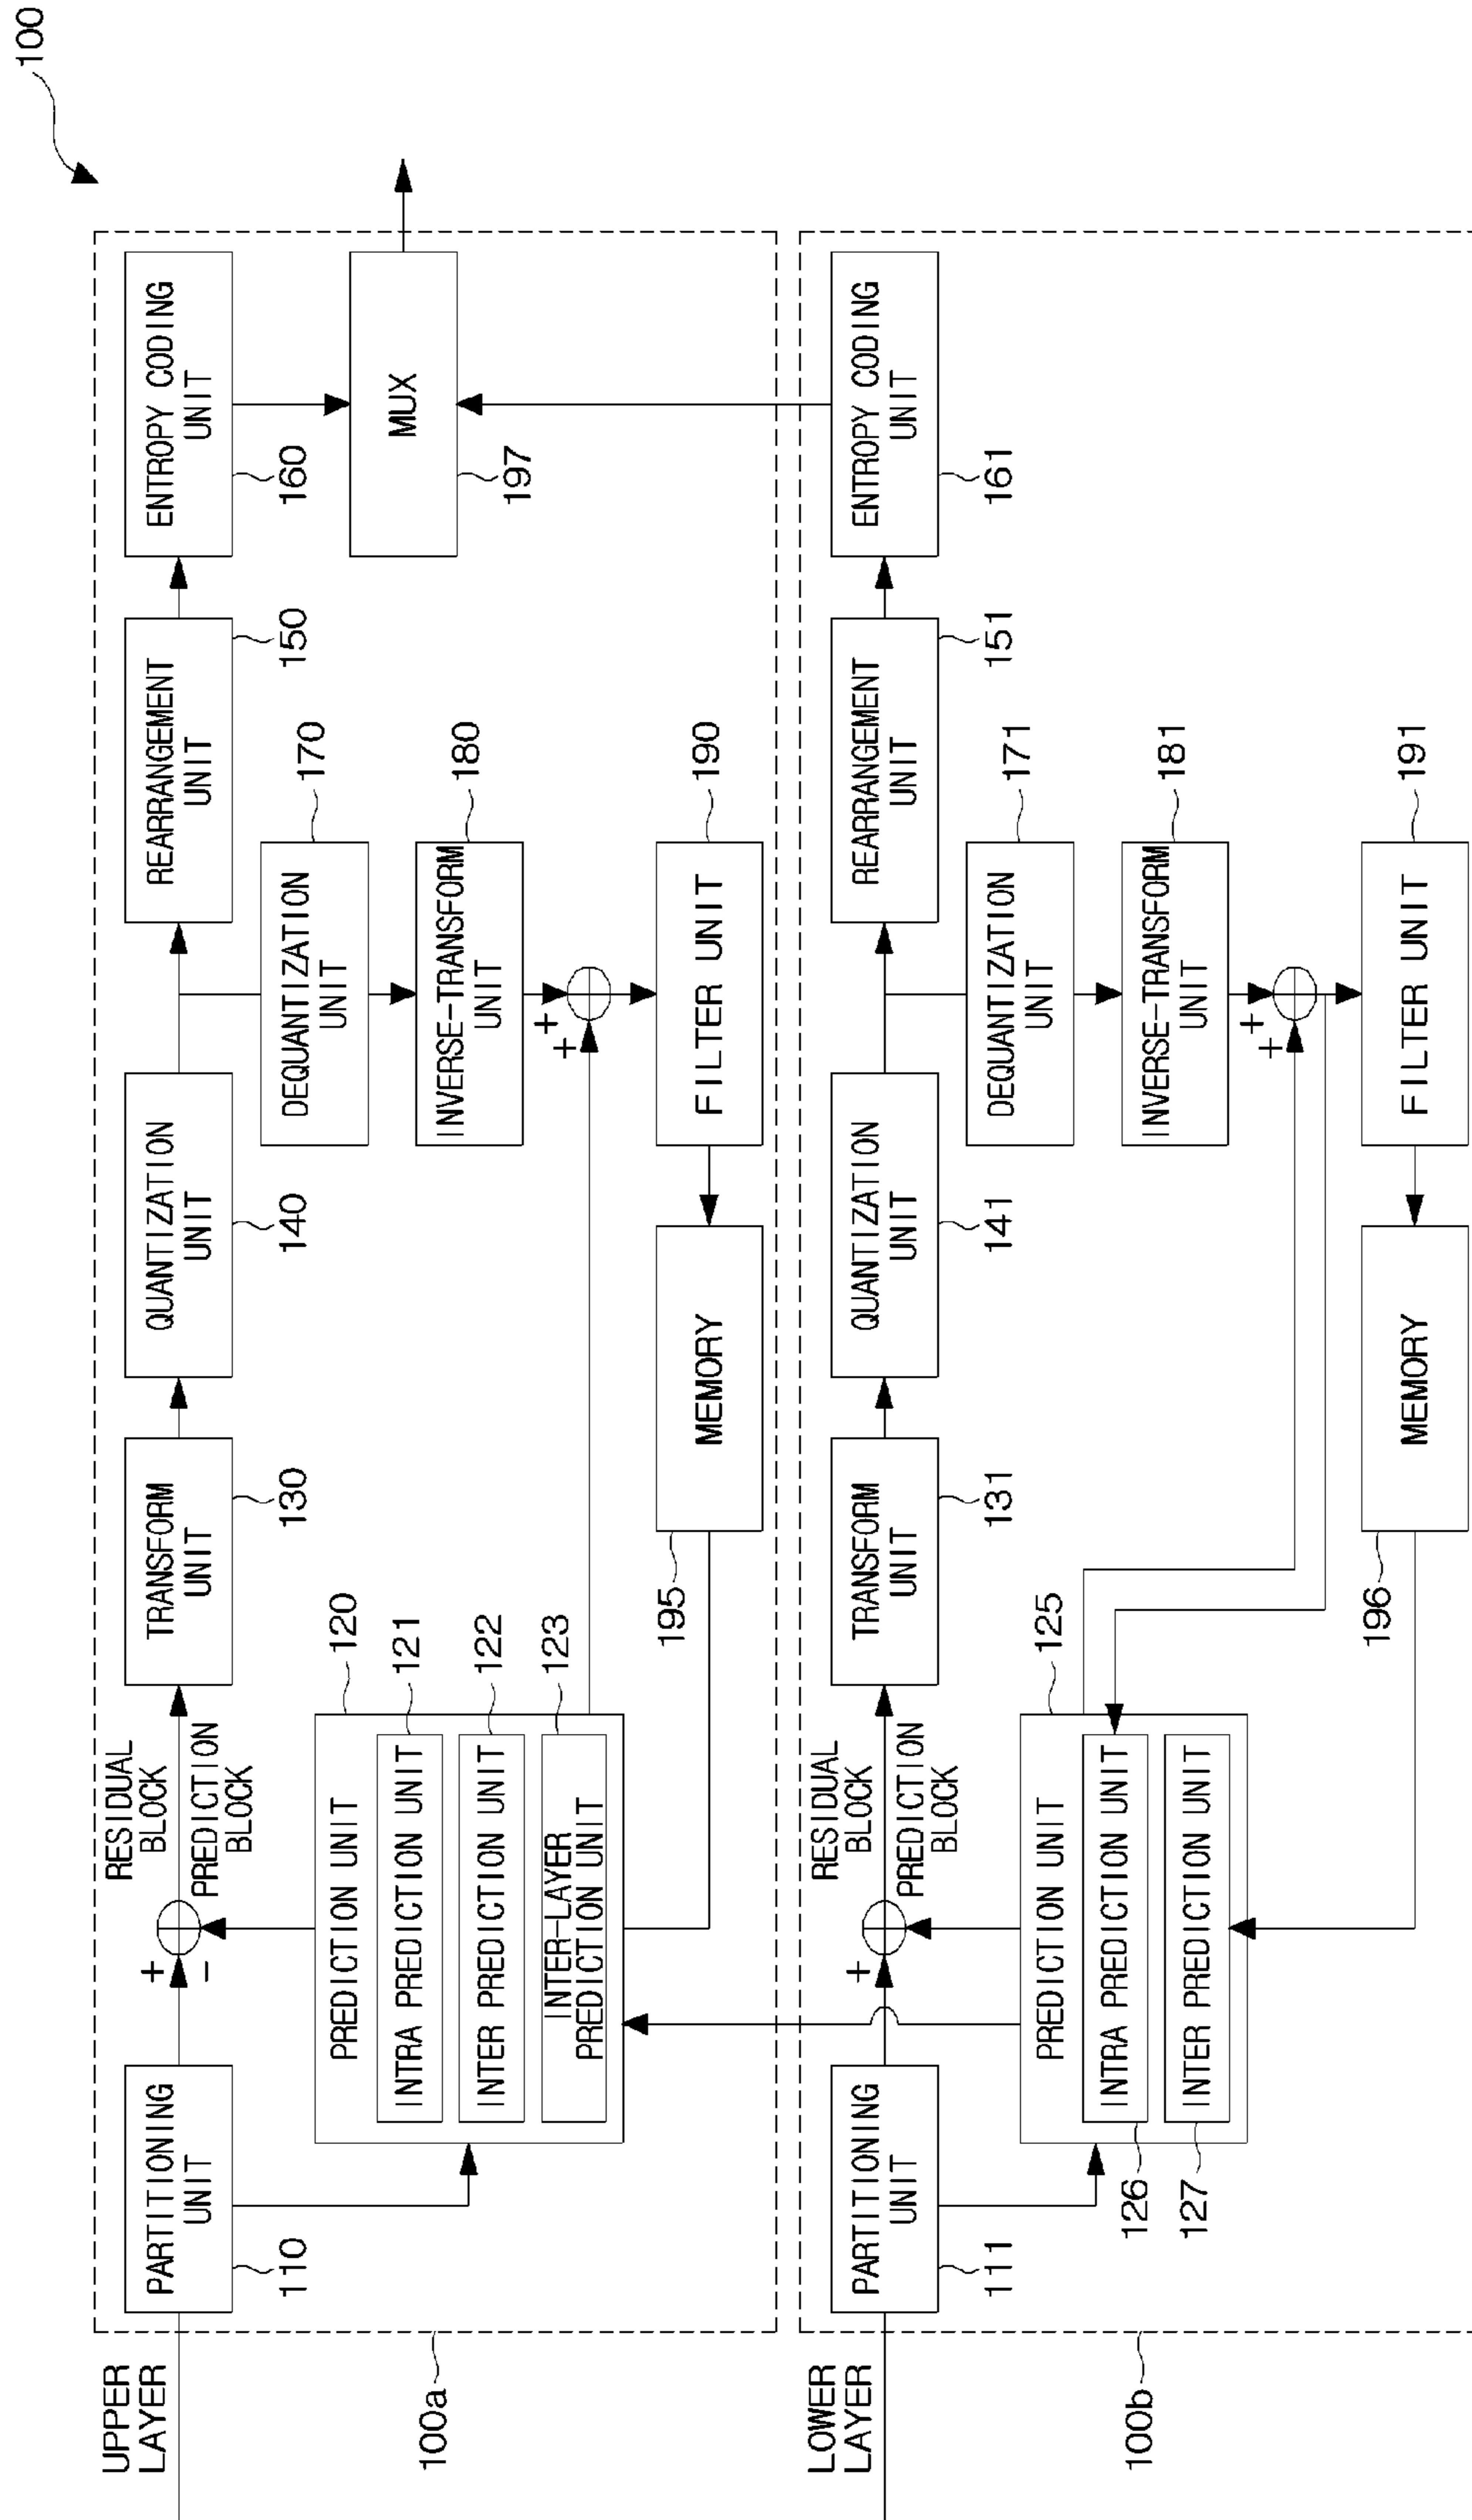 100
UPPER
LAYER
100a
PARTITIONING
UNIT
110
+
-
RESIDUAL
BLOCK
PREDICTION
BLOCK
PREDICTION UNIT
120
INTRA PREDICTION UNIT
121
INTER PREDICTION UNIT
122
INTER-LAYER
PREDICTION UNIT
123
TRANSFORM
UNIT
130
QUANTIZATION
UNIT
140
REARRANGEMENT
UNIT
150
ENTROPY CODING
UNIT
160
DEQUANTIZATION
UNIT
170
INVERSE-TRANSFORM
UNIT
180
+
+
FILTER UNIT
190
MEMORY
195
MUX
197
LOWER
LAYER
100b
PARTITIONING
UNIT
111
+
RESIDUAL
BLOCK
PREDICTION
BLOCK
PREDICTION UNIT
125
INTRA PREDICTION UNIT
126
INTER PREDICTION UNIT
127
TRANSFORM
UNIT
131
QUANTIZATION
UNIT
141
REARRANGEMENT
UNIT
151
ENTROPY CODING
UNIT
161
DEQUANTIZATION
UNIT
171
INVERSE-TRANSFORM
UNIT
181
+
+
FILTER UNIT
191
MEMORY
196